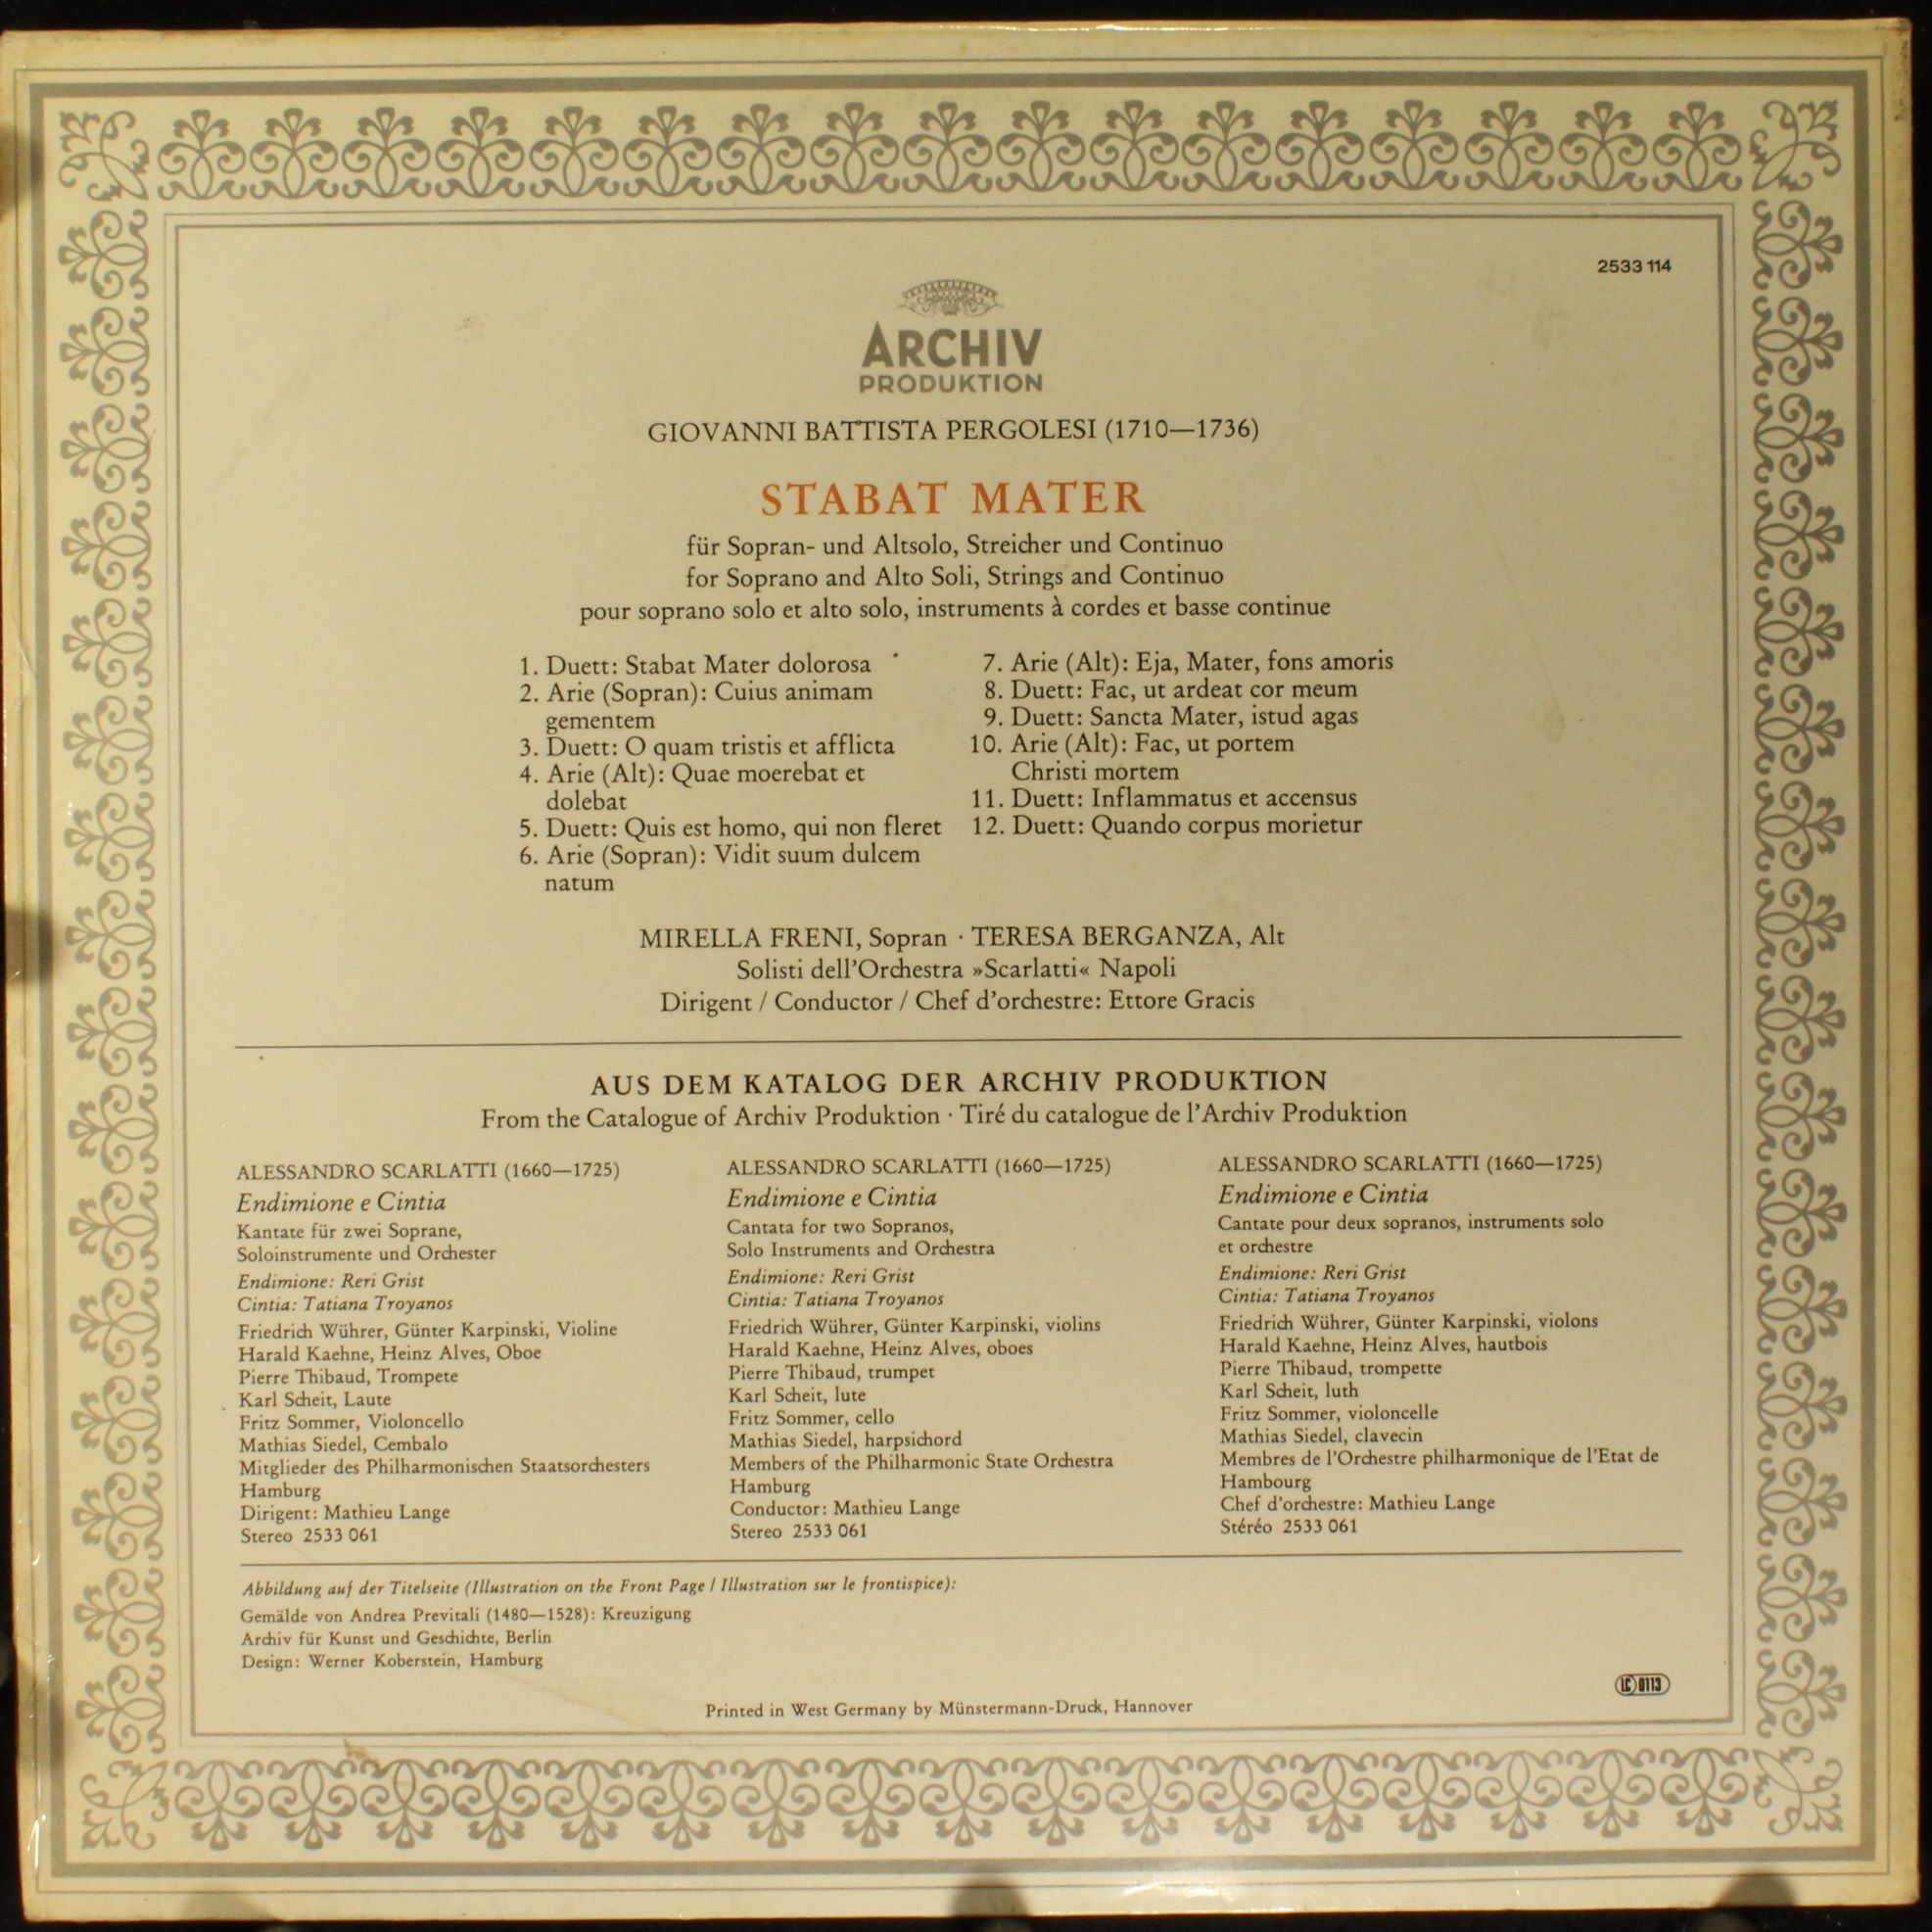 2533 114
ARCHIV
PRODUKTION
GIOVANNI BATTISTA PERGOLESI (1710—1736)
STABAT MATER
für Sopran- und Altsolo, Streicher und Continuo
for Soprano and Alto Soli, Strings and Continuo
pour soprano solo et alto solo, instruments à cordes et basse continue
1. Duett: Stabat Mater dolorosa
2. Arie (Sopran): Cuius animam
gementem
3. Duett: O quam tristis et afflicta
4. Arie (Alt): Quae moerebat et
dolebat
5. Duett: Quis est homo, qui non fleret
6. Arie (Sopran): Vidit suum dulcem
natum
7. Arie (Alt): Eja, Mater, fons amoris
8. Duett: Fac, ut ardeat cor meum
9. Duett: Sancta Mater, istud agas
10. Arie (Alt): Fac, ut portem
Christi mortem
11. Duett: Inflammatus et accensus
12. Duett: Quando corpus morietur
MIRELLA FRENI, Sopran · TERESA BERGANZA, Alt
Solisti dell'Orchestra »Scarlatti« Napoli
Dirigent / Conductor / Chef d'orchestre: Ettore Gracis
AUS DEM KATALOG DER ARCHIV PRODUKTION
From the Catalogue of Archiv Produktion · Tiré du catalogue de l'Archiv Produktion
ALESSANDRO SCARLATTI (1660—1725)
Endimione e Cintia
Kantate für zwei Soprane,
Soloinstrumente und Orchester
Endimione: Reri Grist
Cintia: Tatiana Troyanos
Friedrich Wührer, Günter Karpinski, Violine
Harald Kaehne, Heinz Alves, Oboe
Pierre Thibaud, Trompete
Karl Scheit, Laute
Fritz Sommer, Violoncello
Mathias Siedel, Cembalo
Mitglieder des Philharmonischen Staatsorchesters
Hamburg
Dirigent: Mathieu Lange
Stereo 2533 061
ALESSANDRO SCARLATTI (1660—1725)
Endimione e Cintia
Cantata for two Sopranos,
Solo Instruments and Orchestra
Endimione: Reri Grist
Cintia: Tatiana Troyanos
Friedrich Wührer, Günter Karpinski, violins
Harald Kaehne, Heinz Alves, oboes
Pierre Thibaud, trumpet
Karl Scheit, lute
Fritz Sommer, cello
Mathias Siedel, harpsichord
Members of the Philharmonic State Orchestra
Hamburg
Conductor: Mathieu Lange
Stereo 2533 061
ALESSANDRO SCARLATTI (1660—1725)
Endimione e Cintia
Cantate pour deux sopranos, instruments solo
et orchestre
Endimione: Reri Grist
Cintia: Tatiana Troyanos
Friedrich Wührer, Günter Karpinski, violons
Harald Kaehne, Heinz Alves, hautbois
Pierre Thibaud, trompette
Karl Scheit, luth
Fritz Sommer, violoncelle
Mathias Siedel, clavecin
Membres de l'Orchestre philharmonique de l'Etat de
Hambourg
Chef d'orchestre: Mathieu Lange
Stéréo 2533 061
Abbildung auf der Titelseite (Illustration on the Front Page / Illustration sur le frontispice):
Gemälde von Andrea Previtali (1480—1528): Kreuzigung
Archiv für Kunst und Geschichte, Berlin
Design: Werner Koberstein, Hamburg
LC 0113
Printed in West Germany by Münstermann-Druck, Hannover